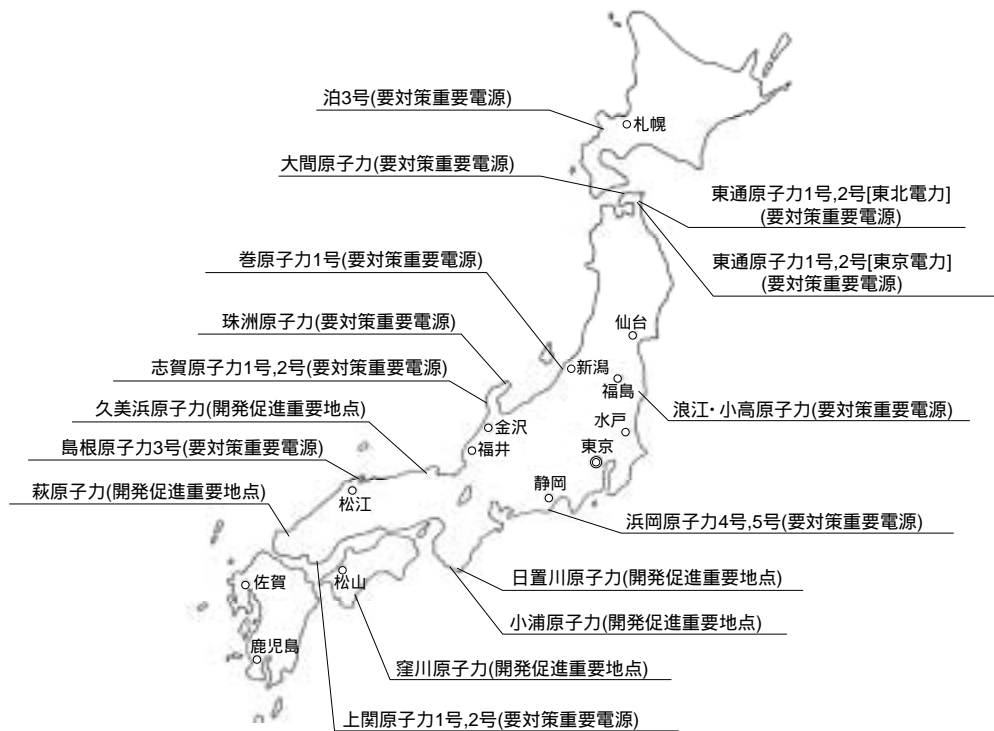 泊3号(要対策重要電源)
札幌
大間原子力(要対策重要電源)
東通原子力1号,2号[東北電力]
(要対策重要電源)
巻原子力1号(要対策重要電源)
東通原子力1号,2号[東京電力]
(要対策重要電源)
珠洲原子力(要対策重要電源)
仙台
志賀原子力1号,2号(要対策重要電源)
新潟
福島
久美浜原子力(開発促進重要地点)
浪江・小高原子力(要対策重要電源)
金沢
水戸
島根原子力3号(要対策重要電源)
福井
東京
萩原子力(開発促進重要地点)
松江
静岡
浜岡原子力4号,5号(要対策重要電源)
佐賀
松山
日置川原子力(開発促進重要地点)
小浦原子力(開発促進重要地点)
鹿児島
窪川原子力(開発促進重要地点)
上関原子力1号,2号(要対策重要電源)